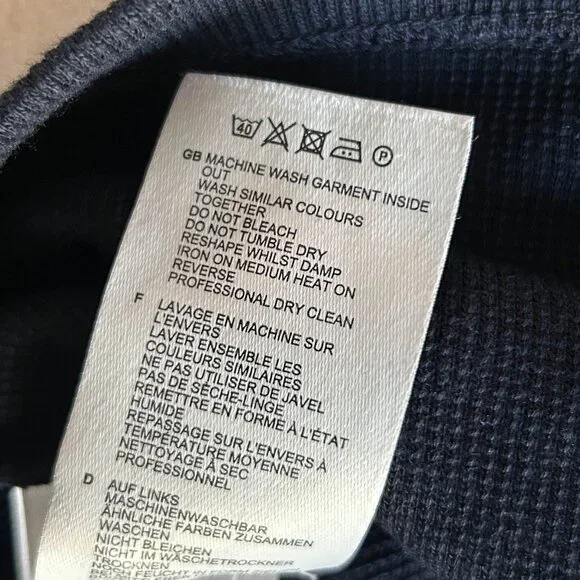 40 P
GB MACHINE WASH GARMENT INSIDE
OUT
WASH SIMILAR COLOURS
TOGETHER
DO NOT BLEACH
DO NOT TUMBLE DRY
RESHAPE WHILST DAMP
IRON ON MEDIUM HEAT ON
REVERSE
PROFESSIONAL DRY CLEAN
F LAVAGE EN MACHINE SUR
L'ENVERS
LAVER ENSEMBLE LES
COULEURS SIMILAIRES
NE PAS UTILISER DE JAVEL
PAS DE SÈCHE-LINGE
REMETTRE EN FORME À L'ÉTAT
HUMIDE
REPASSAGE SUR L'ENVERS À
TEMPÉRATURE MOYENNE
NETTOYAGE À SEC
PROFESSIONNEL
D AUF LINKS
MASCHINENWASCHBAR
ÄHNLICHE FARBEN ZUSAMMEN
WASCHEN
NICHT BLEICHEN
NICHT IM WÄSCHETROCKNER
TROCKNEN
FEUCHT IN